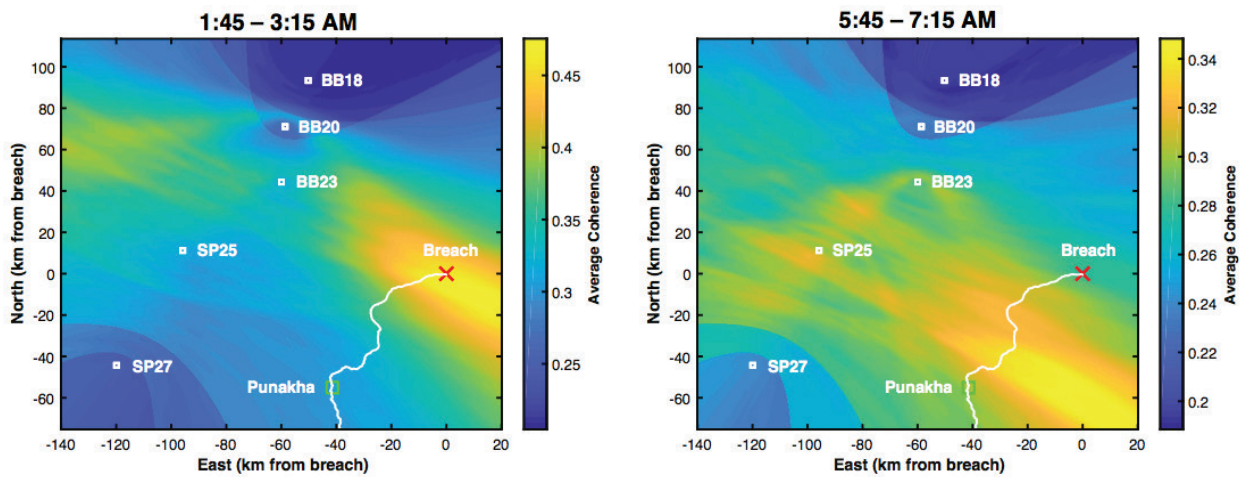 1:45 – 3:15 AM
100
80
60
40
20
0
-20
-40
-60
North (km from breach)
-140
-120
-100
-80
-60
-40
-20
0
20
East (km from breach)
BB18
BB20
BB23
SP25
Breach
SP27
Punakha
0.45
0.4
0.35
0.3
0.25
Average Coherence
5:45 – 7:15 AM
100
80
60
40
20
0
-20
-40
-60
North (km from breach)
-140
-120
-100
-80
-60
-40
-20
0
20
East (km from breach)
BB18
BB20
BB23
SP25
Breach
SP27
Punakha
0.34
0.32
0.3
0.28
0.26
0.24
0.22
0.2
Average Coherence